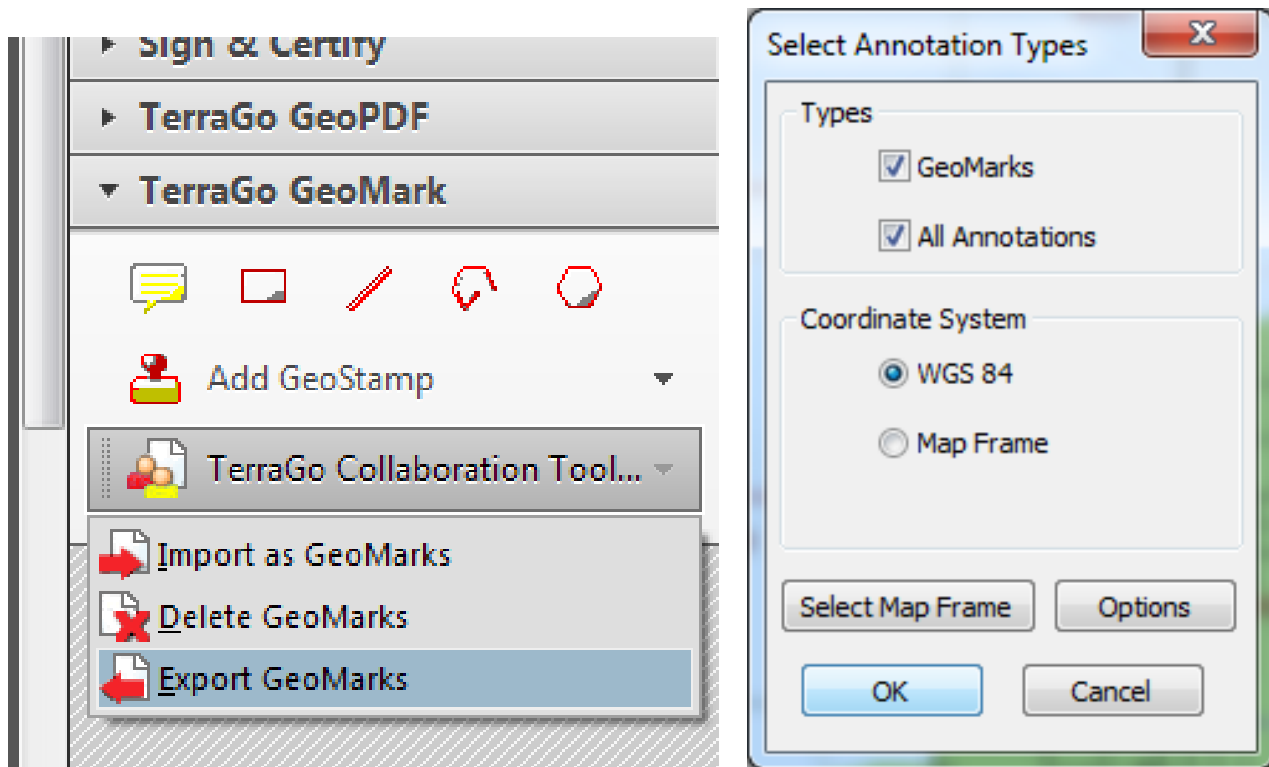 Sign & Certify
TerraGo GeoPDF
TerraGo GeoMark
Add GeoStamp
TerraGo Collaboration Tool...
Import as GeoMarks
Delete GeoMarks
Export GeoMarks
Select Annotation Types
Types
GeoMarks
All Annotations
Coordinate System
WGS 84
Map Frame
Select Map Frame
Options
OK
Cancel